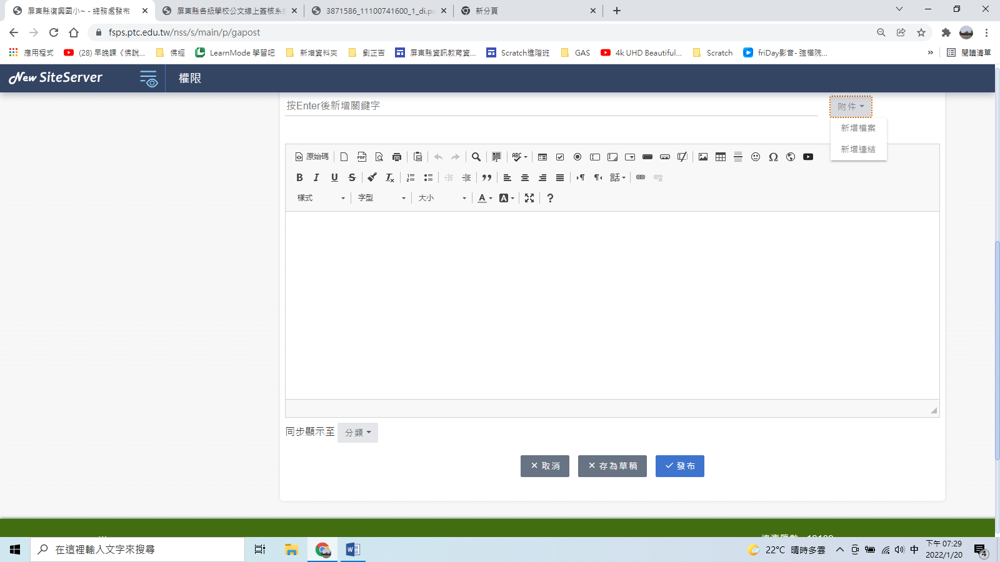 屏東縣復興國小~ - 總務處發布
屏東縣各級學校公文線上簽核系統
3871586_11100741600_1_di.pd
新分頁
fsps.ptc.edu.tw/nss/s/main/p/gapost
應用程式
(28) 早晚課《佛說...
佛經
LearnMode 學習吧
新增資料夾
劉正吉
屏東縣資訊教育資...
Scratch進階班
GAS
4k UHD Beautiful...
Scratch
friDay影音- 強檔院...
»
閱讀清單
New SiteServer
權限
按Enter後新增關鍵字
附件
新增檔案
新增連結
原始碼
樣式
字型
大小
同步顯示至 分類
取消
存為草稿
發布
在這裡輸入文字來搜尋
22°C 晴時多雲
中
下午 07:29
2022/1/20
4